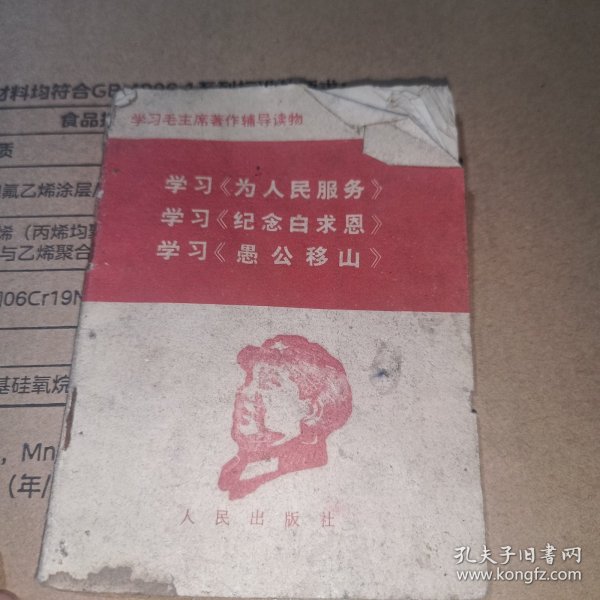 材料均符合GB
食品接
质
氟乙烯涂层
烯（丙烯均聚
与乙烯聚合
06Cr19N
基硅氧烷
，Mn
（年/
学习毛主席著作辅导读物
学习《为人民服务》
学习《纪念白求恩》
学习《愚公移山》
人民出版社
孔夫子旧书网
www.kongfz.com